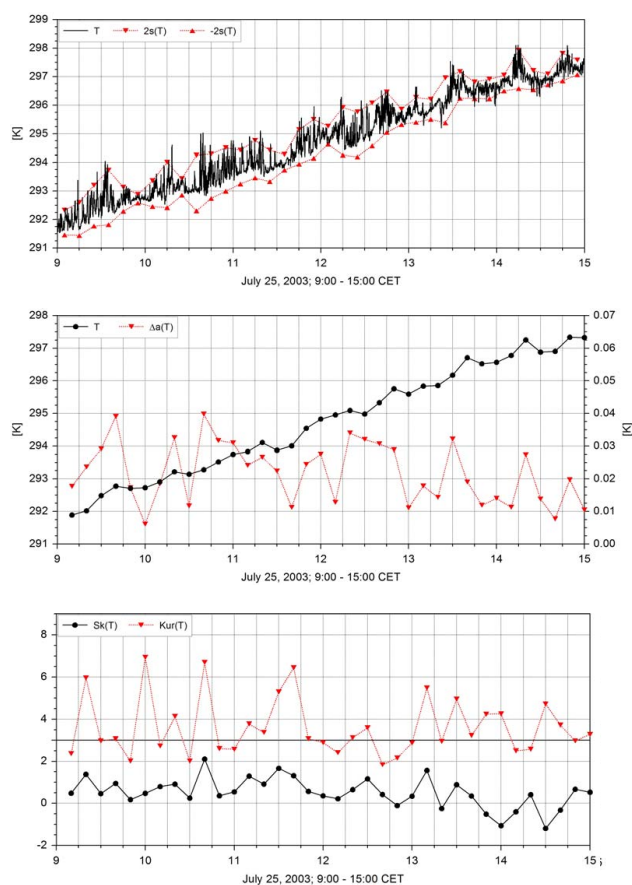 299
T 2s(T) -2s(T)
298
297
296
[K]
295
294
293
292
291
9 10 11 12 13 14 15
July 25, 2003; 9:00 - 15:00 CET
298 0.07
T Δa(T)
297 0.06
296 0.05
295 0.04
[K] [K]
294 0.03
293 0.02
292 0.01
291 0.00
9 10 11 12 13 14 15
July 25, 2003; 9:00 - 15:00 CET
Sk(T) Kur(T)
8
6
4
2
0
-2
9 10 11 12 13 14 15
July 25, 2003; 9:00 - 15:00 CET